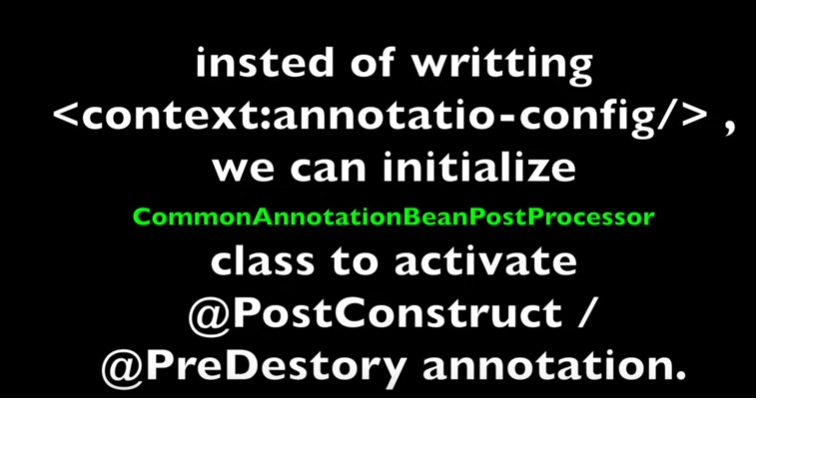 insted of writting
<context:annotatio-config/> ,
we can initialize
CommonAnnotationBeanPostProcessor
class to activate
@PostConstruct /
@PreDestory annotation.